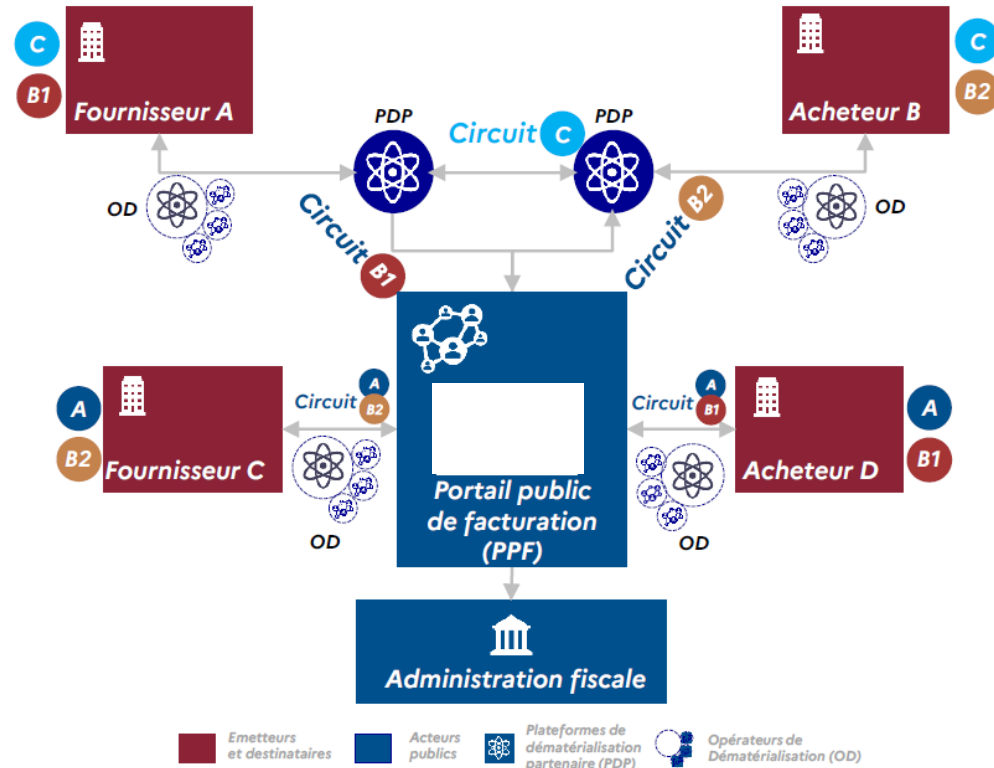 C
B1
Fournisseur A
PDP
Circuit C
PDP
Acheteur B
C
B2
OD
Circuit B1
Circuit B2
OD
A
B2
Fournisseur C
Circuit A B2
OD
Portail public
de facturation
(PPF)
Circuit A B1
OD
Acheteur D
A
B1
Administration fiscale
Emetteurs
et destinataires
Acteurs
publics
Plateformes de
dématérialisation
partenaire (PDP)
Opérateurs de
Dématérialisation (OD)